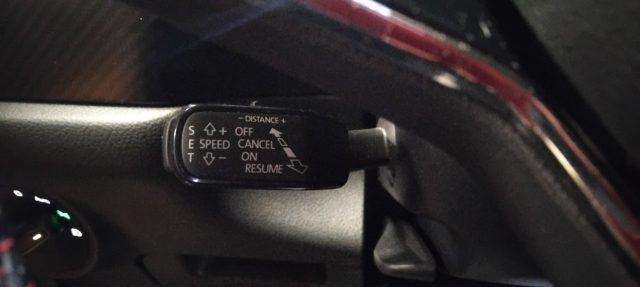 - DISTANCE +
S + OFF
E SPEED CANCEL
T - ON
RESUME